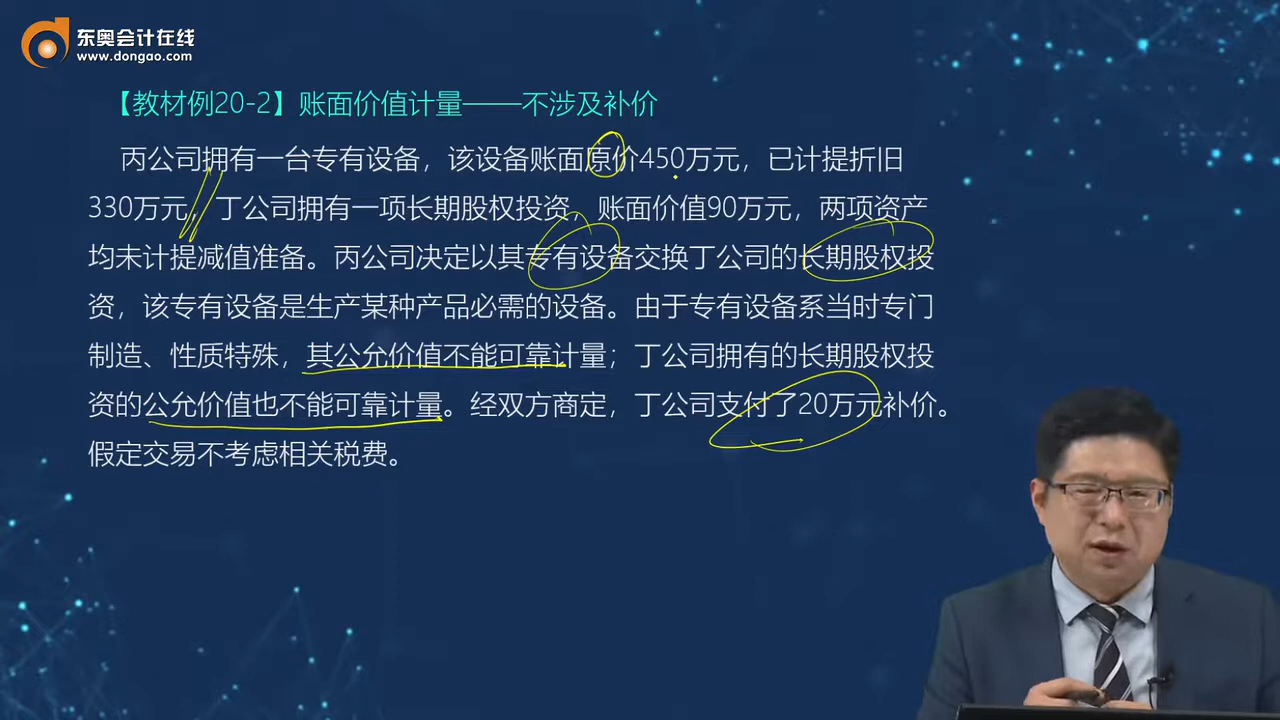 东奥会计在线
www.dongao.com
【教材例20-2】账面价值计量——不涉及补价
丙公司拥有一台专有设备，该设备账面原价450万元，已计提折旧
330万元，丁公司拥有一项长期股权投资，账面价值90万元，两项资产
均未计提减值准备。丙公司决定以其专有设备交换丁公司的长期股权投
资，该专有设备是生产某种产品必需的设备。由于专有设备系当时专门
制造、性质特殊，其公允价值不能可靠计量；丁公司拥有的长期股权投
资的公允价值也不能可靠计量。经双方商定，丁公司支付了20万元补价。
假定交易不考虑相关税费。